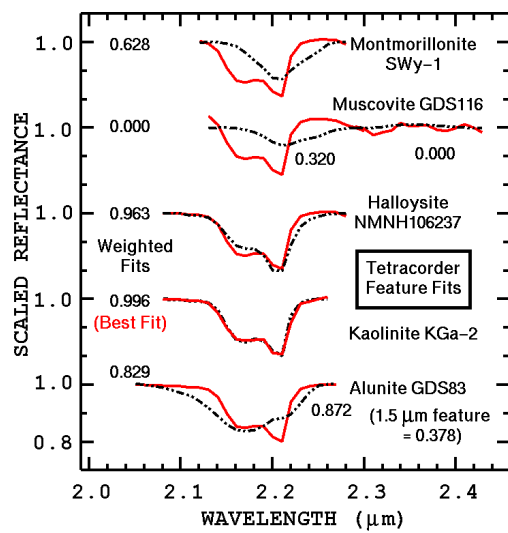 1.0
0.628
Montmorillonite
SWy-1
Muscovite GDS116
1.0
0.000
0.320
0.000
1.0
0.963
Halloysite
NMNH106237
Weighted
Fits
Tetracorder
Feature Fits
1.0
0.996
(Best Fit)
Kaolinite KGa-2
0.829
1.0
Alunite GDS83
0.872
(1.5 μm feature
= 0.378)
0.8
SCALED REFLECTANCE
2.0 2.1 2.2 2.3 2.4
WAVELENGTH (μm)